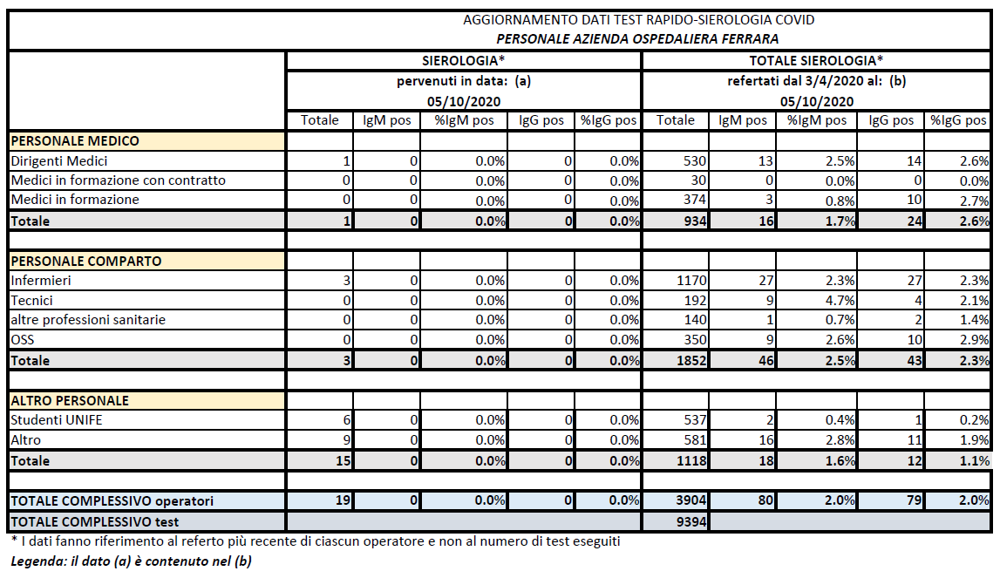 AGGIORNAMENTO DATI TEST RAPIDO-SIEROLOGIA COVID
PERSONALE AZIENDA OSPEDALIERA FERRARA
SIEROLOGIA* TOTALE SIEROLOGIA*
pervenuti in data: (a) refertati dal 3/4/2020 al: (b)
05/10/2020 05/10/2020
Totale IgM pos %IgM pos IgG pos %IgG pos Totale IgM pos %IgM pos IgG pos %IgG pos
PERSONALE MEDICO
Dirigenti Medici 1 0 0.0% 0 0.0% 530 13 2.5% 14 2.6%
Medici in formazione con contratto 0 0 0.0% 0 0.0% 30 0 0.0% 0 0.0%
Medici in formazione 0 0 0.0% 0 0.0% 374 3 0.8% 10 2.7%
Totale 1 0 0.0% 0 0.0% 934 16 1.7% 24 2.6%
PERSONALE COMPARTO
Infermieri 3 0 0.0% 0 0.0% 1170 27 2.3% 27 2.3%
Tecnici 0 0 0.0% 0 0.0% 192 9 4.7% 4 2.1%
altre professioni sanitarie 0 0 0.0% 0 0.0% 140 1 0.7% 2 1.4%
OSS 0 0 0.0% 0 0.0% 350 9 2.6% 10 2.9%
Totale 3 0 0.0% 0 0.0% 1852 46 2.5% 43 2.3%
ALTRO PERSONALE
Studenti UNIFE 6 0 0.0% 0 0.0% 537 2 0.4% 1 0.2%
Altro 9 0 0.0% 0 0.0% 581 16 2.8% 11 1.9%
Totale 15 0 0.0% 0 0.0% 1118 18 1.6% 12 1.1%
TOTALE COMPLESSIVO operatori 19 0 0.0% 0 0.0% 3904 80 2.0% 79 2.0%
TOTALE COMPLESSIVO test 9394
* I dati fanno riferimento al referto più recente di ciascun operatore e non al numero di test eseguiti
Legenda: il dato (a) è contenuto nel (b)